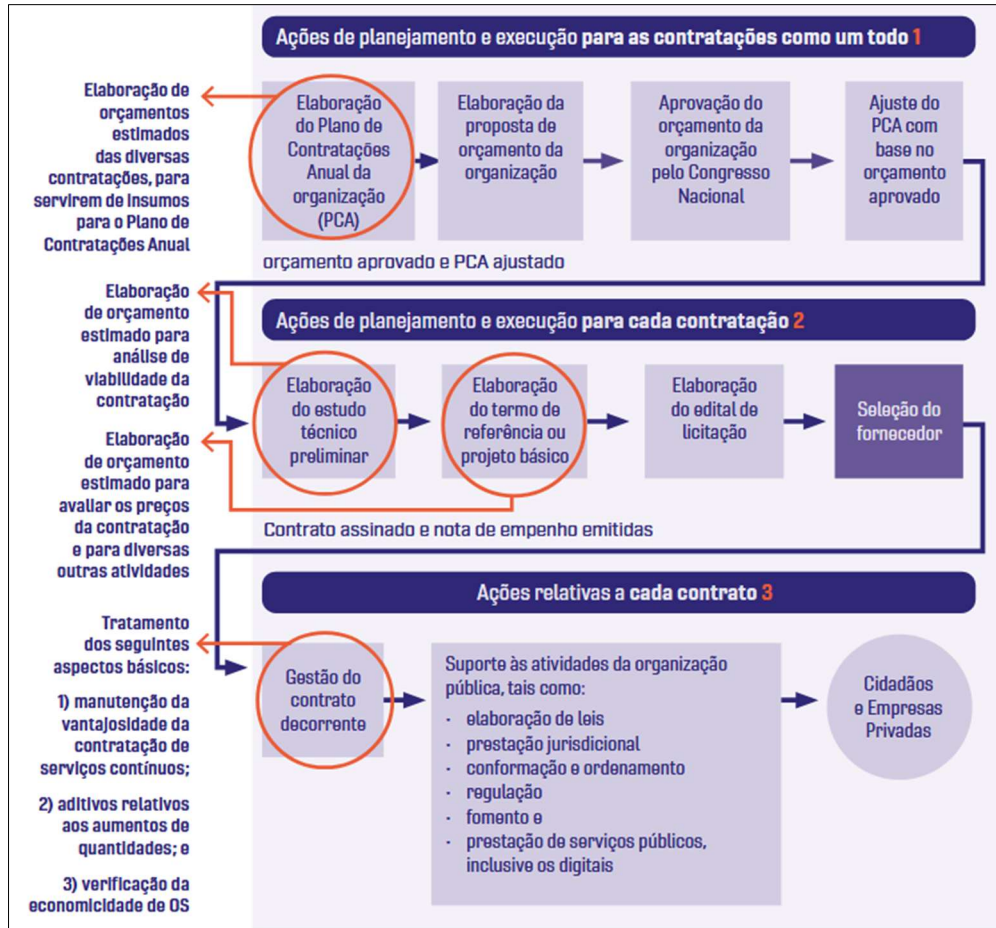 Ações de planejamento e execução para as contratações como um todo 1
Elaboração de
orçamentos
estimados
das diversas
contratações, para
servirem de insumos
para o Plano de
Contratações Anual
Elaboração
do Plano de
Contratações
Anual da
organização
(PCA)
Elaboração da
proposta de
orçamento da
organização
Aprovação do
orçamento da
organização
pelo Congresso
Nacional
Ajuste do
PCA com
base no
orçamento
aprovado
orçamento aprovado e PCA ajustado
Elaboração
de orçamento
estimado para
análise de
viabilidade da
contratação
Ações de planejamento e execução para cada contratação 2
Elaboração
do estudo
técnico
preliminar
Elaboração
do termo de
referência ou
projeto básico
Elaboração
do edital de
licitação
Seleção do
fornecedor
Elaboração
de orçamento
estimado para
avaliar os preços
da contratação
e para diversas
outras atividades
Contrato assinado e nota de empenho emitidas
Ações relativas a cada contrato 3
Tratamento
dos seguintes
aspectos básicos:
1) manutenção da
vantajosidade da
contratação de
serviços contínuos;
2) aditivos relativos
aos aumentos de
quantidades; e
3) verificação da
economicidade de OS
Gestão do
contrato
decorrente
Suporte às atividades da organização
pública, tais como:
· elaboração de leis
· prestação jurisdicional
· conformação e ordenamento
· regulação
· fomento e
· prestação de serviços públicos,
inclusive os digitais
Cidadãos
e Empresas
Privadas